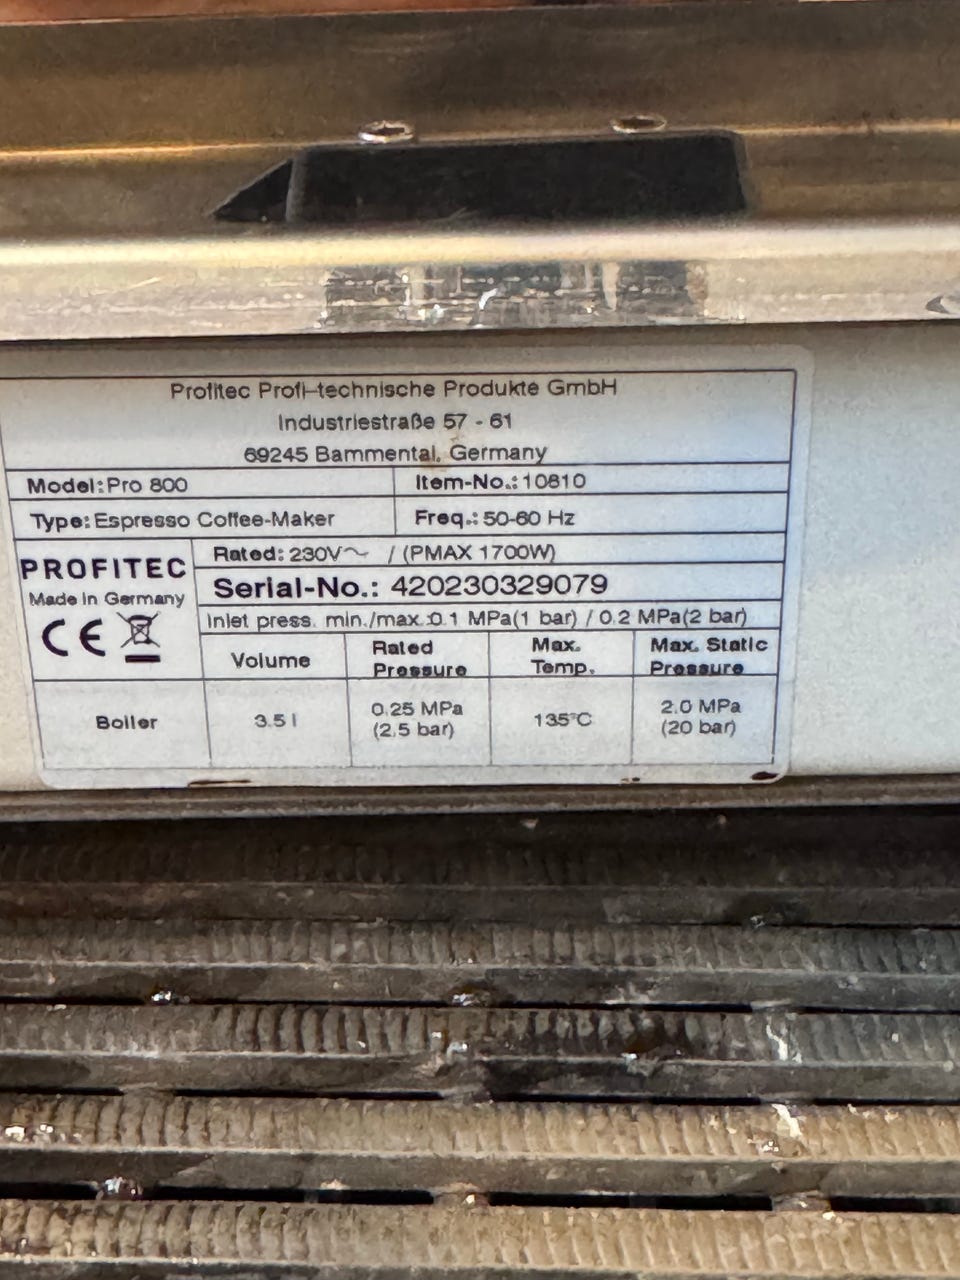 Profitec Profi-technische Produkte GmbH
Industriestraße 57 - 61
69245 Bammental, Germany
Model: Pro 800
Item-No.: 10810
Type: Espresso Coffee-Maker
Freq.: 50-60 Hz
PROFITEC
Made in Germany
CE
Rated: 230V~ / (PMAX 1700W)
Serial-No.: 420230329079
Inlet press. min./max.:0.1 MPa(1 bar) / 0.2 MPa(2 bar)
Volume
Rated Pressure
Max. Temp.
Max. Static Pressure
Boiler
3.5 l
0.25 MPa (2,5 bar)
135°C
2.0 MPa (20 bar)